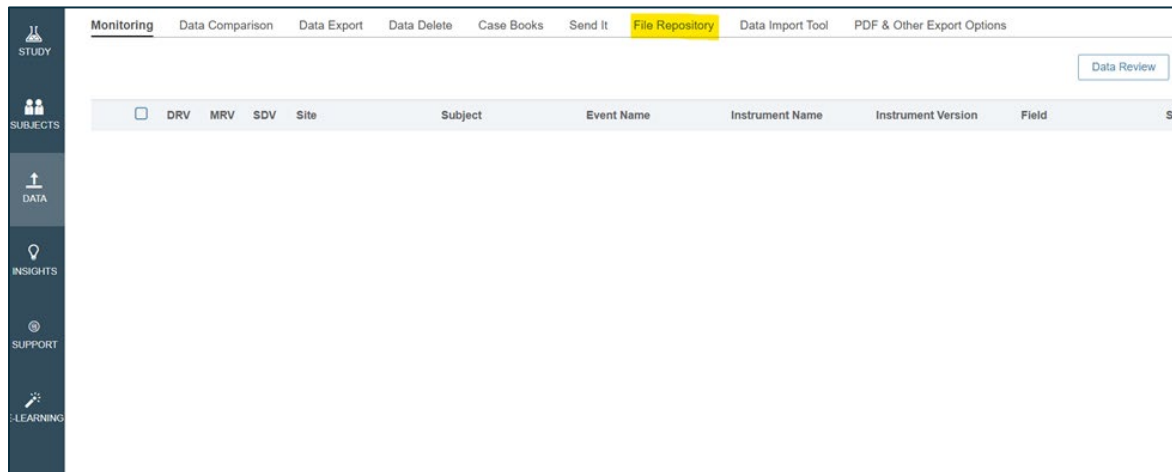 Monitoring Data Comparison Data Export Data Delete Case Books Send It File Repository Data Import Tool PDF & Other Export Options
Data Review
DRV MRV SDV Site Subject Event Name Instrument Name Instrument Version Field S
STUDY
SUBJECTS
DATA
INSIGHTS
SUPPORT
E-LEARNING